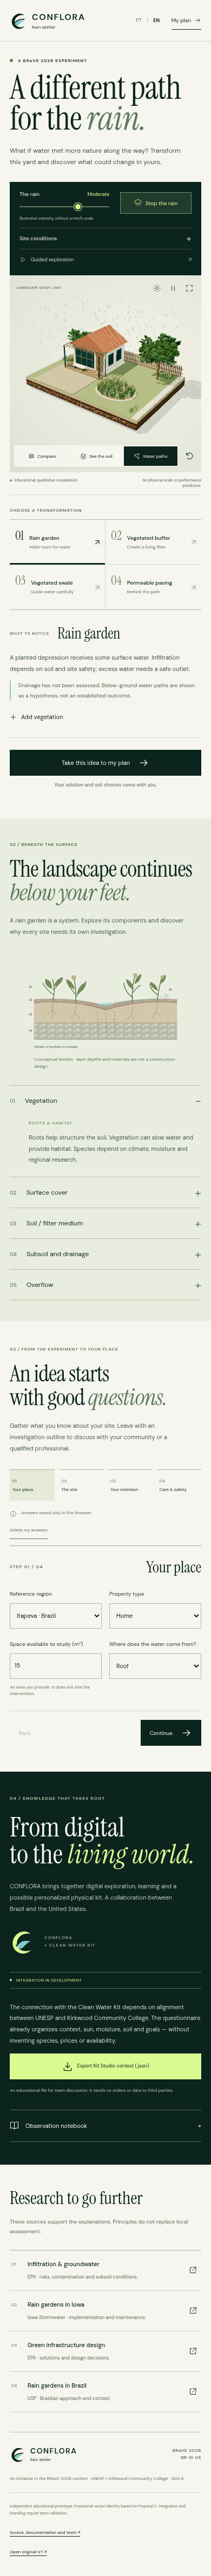 CONFLORA
Rain atelier
PT / EN
My plan →
A BRaVE 2026 EXPERIMENT
A different path
for the rain.
What if water met more nature along the way? Transform
this yard and discover what could change in yours.
The rain
Moderate
Stop the rain
Illustrative intensity without a mm/h scale.
Site conditions
Guided exploration
LANDSCAPE STUDY / 001
Compare
See the soil
Water paths
Educational, qualitative visualization
No physical scale or performance
prediction.
CHOOSE A TRANSFORMATION
01 Rain garden
Make room for water
02 Vegetated buffer
Create a living filter
03 Vegetated swale
Guide water carefully
04 Permeable paving
Rethink the path
WHAT TO NOTICE
Rain garden
A planted depression receives some surface water. Infiltration
depends on soil and site safety; excess water needs a safe outlet.
Drainage has not been assessed. Below-ground water paths are shown
as a hypothesis, not an established outcome.
+ Add vegetation
Take this idea to my plan →
Your solution and soil choices come with you.
02 / BENEATH THE SURFACE
The landscape continues
below your feet.
A rain garden is a system. Explore its components and discover
why every site needs its own investigation.
Conceptual section · layer depths and materials are not a construction
design.
01 Vegetation
ROOTS & HABITAT
Roots help structure the soil. Vegetation can slow water and
provide habitat. Species depend on climate, moisture and
regional research.
02 Surface cover
03 Soil / filter medium
04 Subsoil and drainage
05 Overflow
03 / FROM THE EXPERIMENT TO YOUR PLACE
An idea starts
with good questions.
Gather what you know about your site. Leave with an
investigation outline to discuss with your community or a
qualified professional.
01
Your place
02
The site
03
Your intention
04
Care & safety
Answers saved only in this browser.
Delete my answers
STEP 01 / 04
Your place
Reference region
Itapeva · Brazil
Property type
Home
Space available to study (m²)
15
An area you provide. It does not size the
intervention.
Where does the water come from?
Roof
Back
Continue →
04 / KNOWLEDGE THAT TAKES ROOT
From digital
to the living world.
CONFLORA brings together digital exploration, learning and a
possible personalized physical kit. A collaboration between
Brazil and the United States.
CONFLORA
+ CLEAN WATER KIT
INTEGRATION IN DEVELOPMENT
The connection with the Clean Water Kit depends on alignment
between UNESP and Kirkwood Community College. The questionnaire
already organizes context, sun, moisture, soil and goals — without
inventing species, prices or availability.
Export Kit Studio context (.json)
An educational file for team discussion. It sends no orders or data to third parties.
Observation notebook
+
Research to go further
These sources support the explanations. Principles do not replace local
assessment.
01 Infiltration & groundwater
EPA · risks, contamination and subsoil conditions.
02 Rain gardens in Iowa
Iowa Stormwater · implementation and maintenance.
03 Green infrastructure design
EPA · solutions and design decisions.
04 Rain gardens in Brazil
USP · Brazilian approach and context.
CONFLORA
Rain atelier
BRAVE 2026
BR ↔ US
An initiative in the BRaVE 2026 context · UNESP + Kirkwood Community College · SDG 6
Source, documentation and tests ↗
Open original V7 ↗